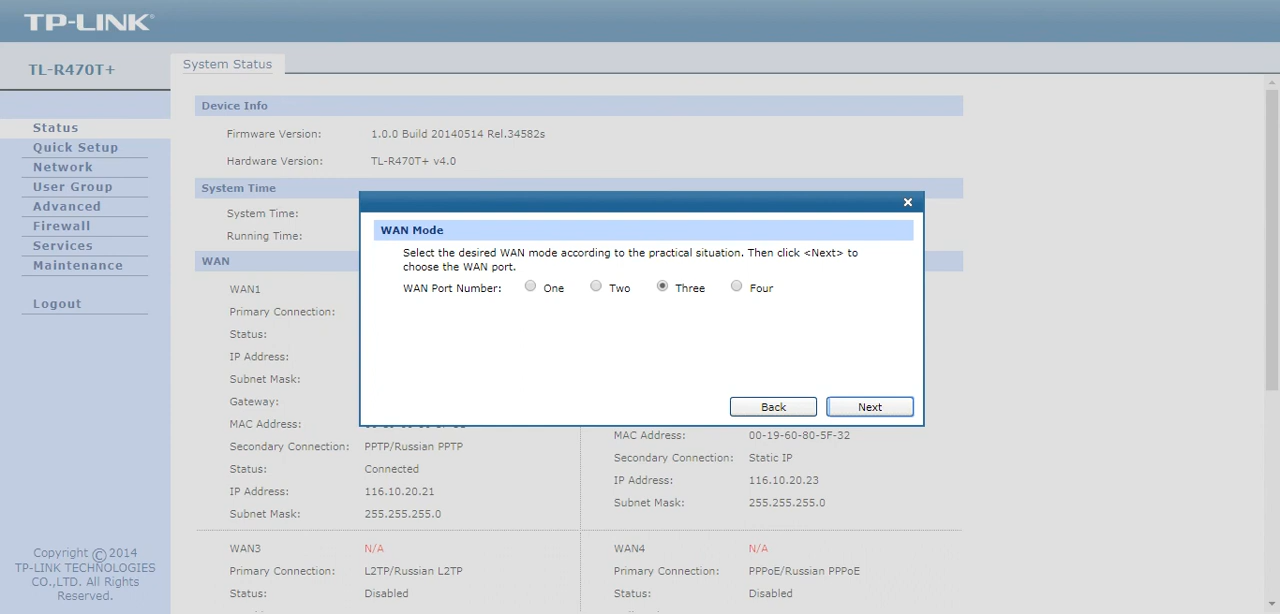 TP-LINK®
TL-R470T+
System Status
Status
Quick Setup
Network
User Group
Advanced
Firewall
Services
Maintenance
Logout
Copyright © 2014
TP-LINK TECHNOLOGIES
CO.,LTD. All Rights
Reserved.
Device Info
Firmware Version: 1.0.0 Build 20140514 Rel.34582s
Hardware Version: TL-R470T+ v4.0
System Time
System Time:
Running Time:
WAN
WAN1
Primary Connection:
Status:
IP Address:
Subnet Mask:
Gateway:
MAC Address:
Secondary Connection: PPTP/Russian PPTP
Status: Connected
IP Address: 116.10.20.21
Subnet Mask: 255.255.255.0
MAC Address: 00-19-60-80-5F-32
Secondary Connection: Static IP
IP Address: 116.10.20.23
Subnet Mask: 255.255.255.0
WAN3 N/A
Primary Connection: L2TP/Russian L2TP
Status: Disabled
WAN4 N/A
Primary Connection: PPPoE/Russian PPPoE
Status: Disabled
WAN Mode
Select the desired WAN mode according to the practical situation. Then click <Next> to
choose the WAN port.
WAN Port Number: One Two Three Four
Back Next